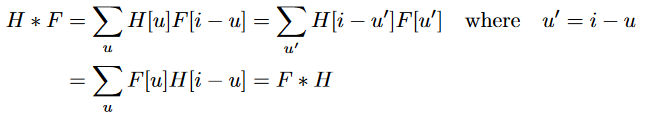 H ∗ F = ∑_u H[u]F[i − u] = ∑_{u′} H[i − u′]F[u′] where u′ = i − u
= ∑_u F[u]H[i − u] = F ∗ H